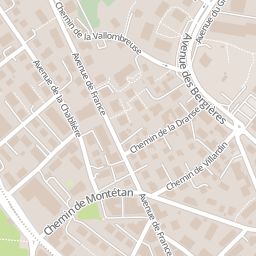 Chemin de
la Vallombreuse
Avenue des Bergières
Avenue de la Chablière
Avenue de France
Chemin de la Dranse
Chemin de Villardin
Chemin de Montétan
Avenue de France